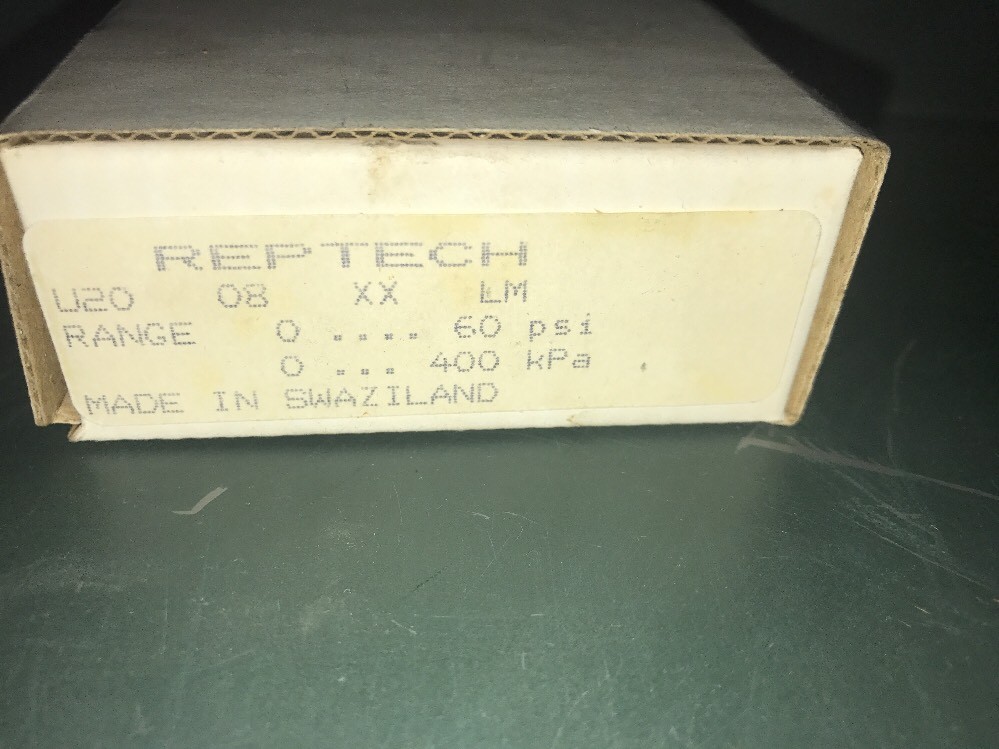 REPTECH
U20 08 XX LM
RANGE 0 .... 60 psi
0 ... 400 kPa
MADE IN SWAZILAND